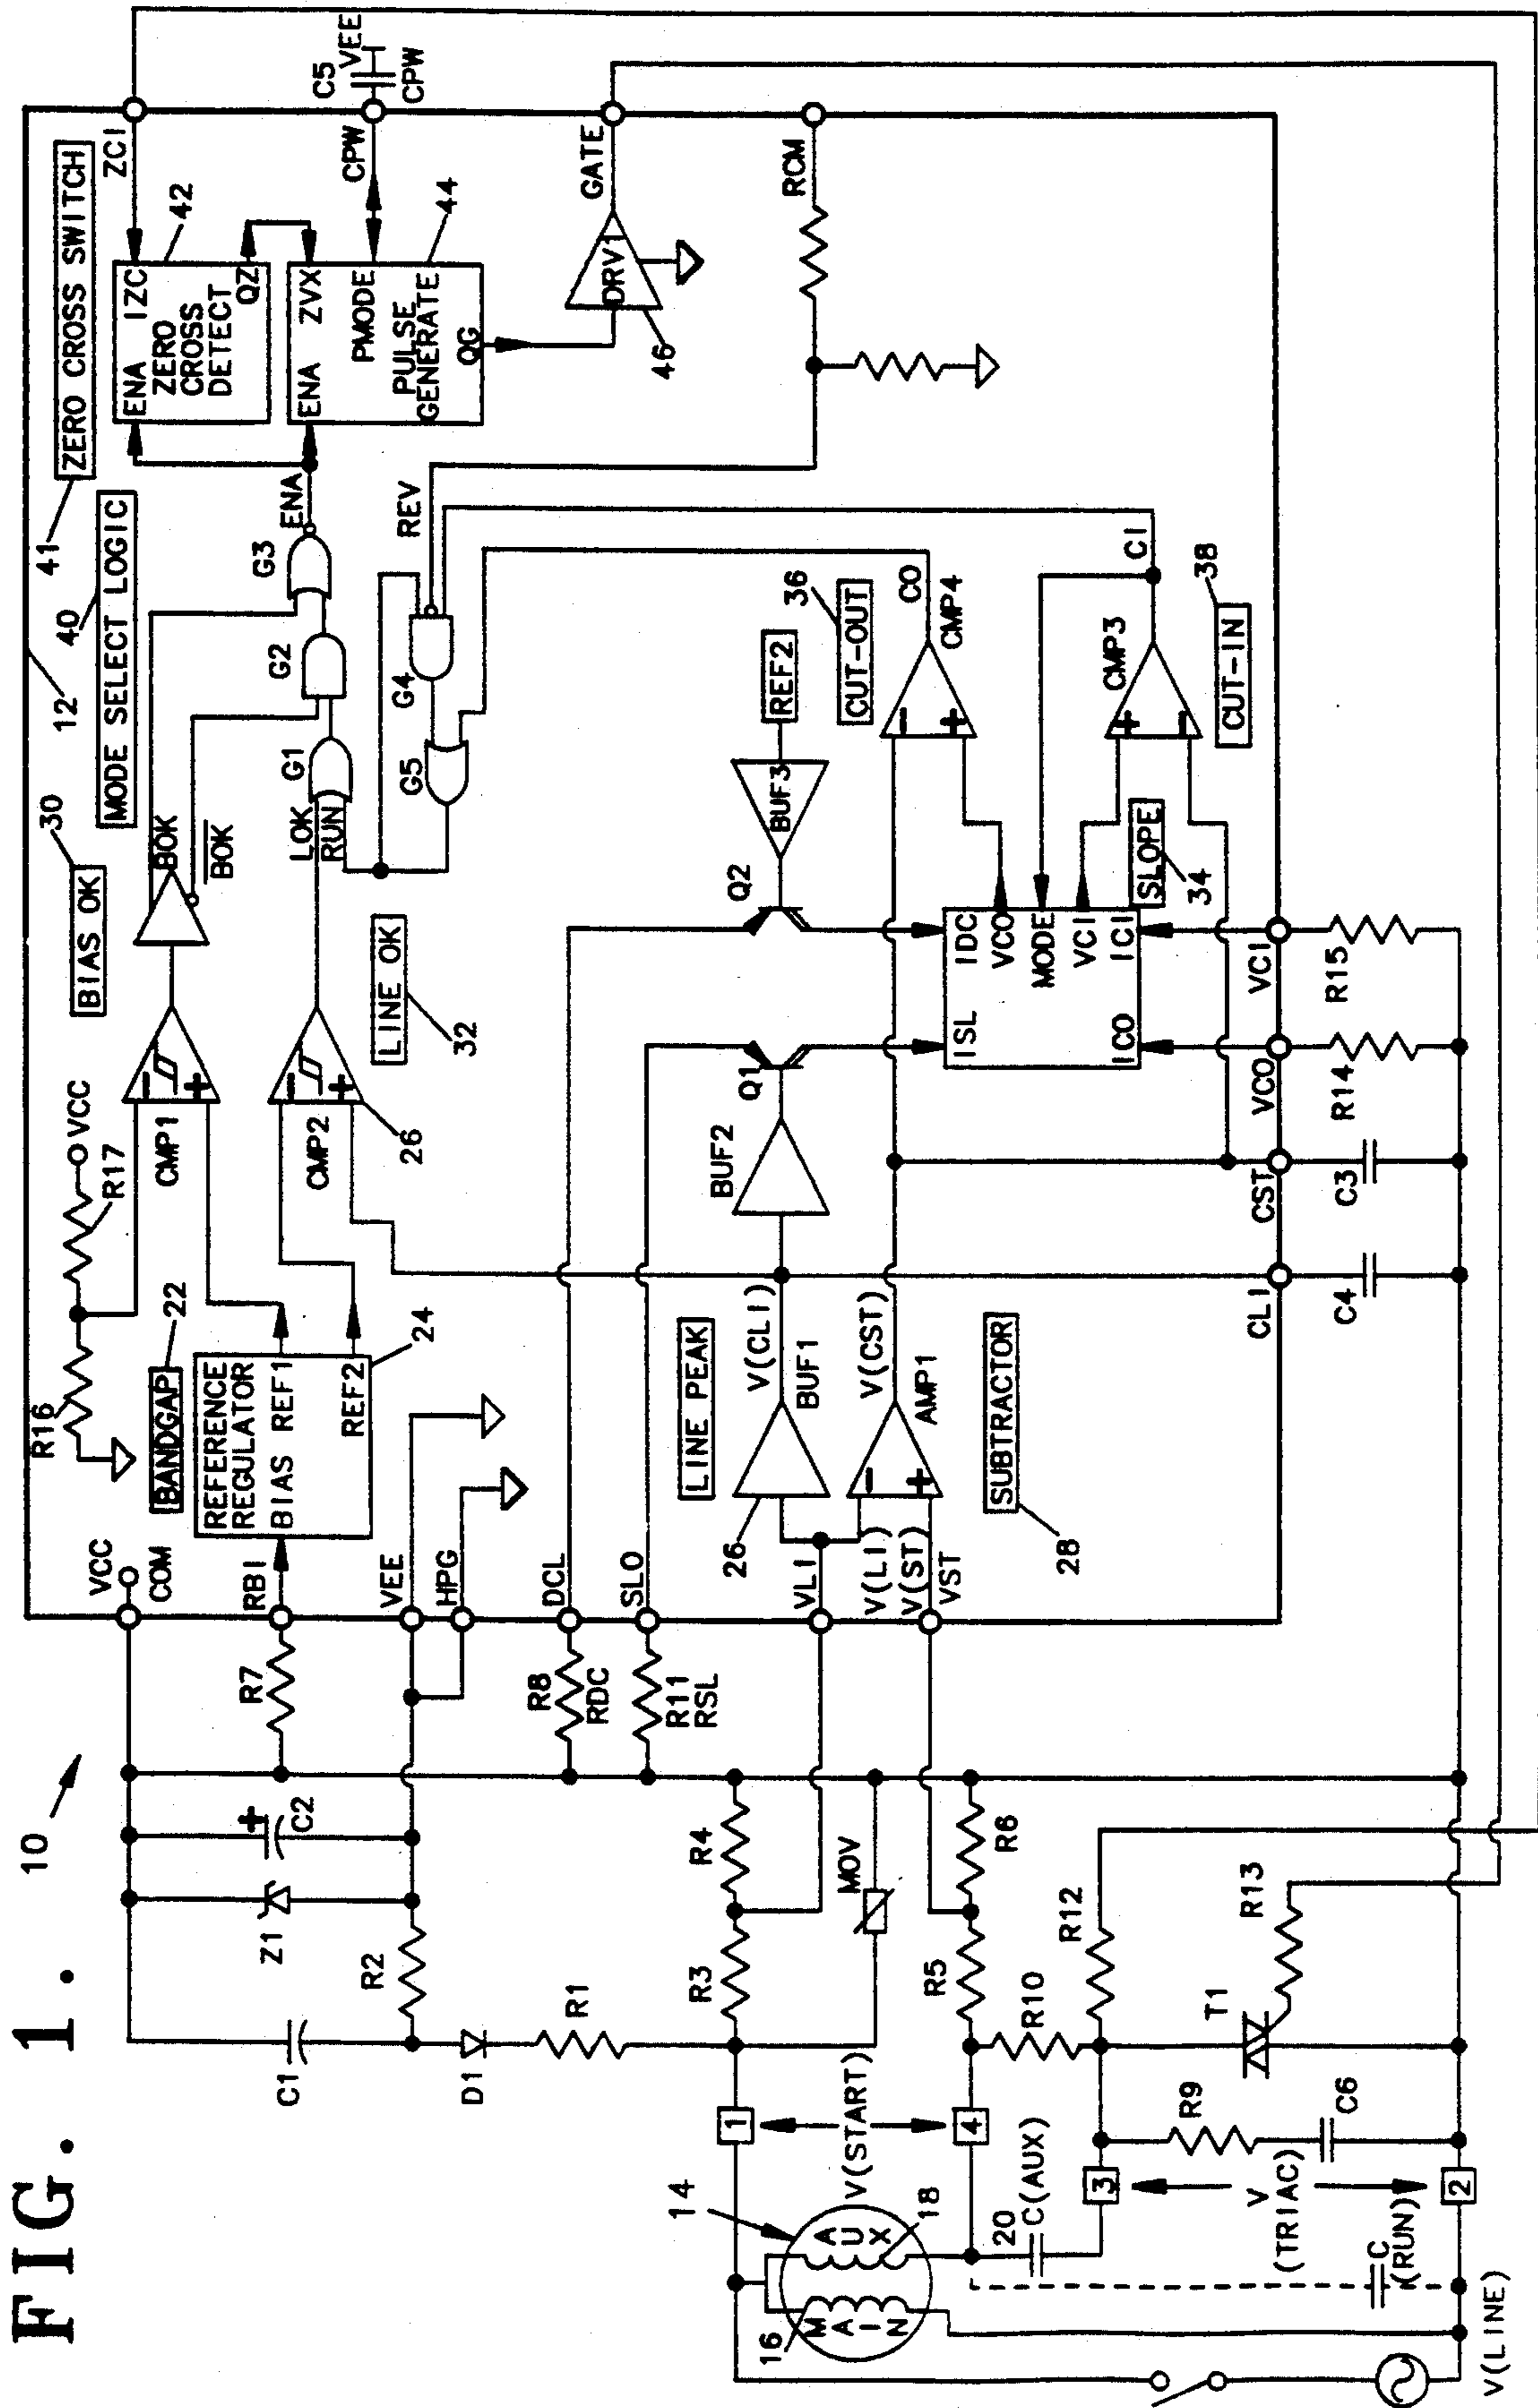 FIG. 1.
10
12
40
MODE SELECT LOGIC
41
ZERO CROSS SWITCH
30
BIAS OK
VCC
R17
R16
BANDGAP
22
REFERENCE
REGULATOR
BIAS REF1
REF2
24
VCC
COM
RBI
VEE
HPG
DCL
SLO
VLI
VST
CMP1
CMP2
26
BOK
BOK
LINE OK
32
LOK
RUN
G1
G2
G3
G4
G5
ENA
REV
ENA IZC
ZERO
CROSS
DETECT
QZ
42
ZCI
ENA ZVX
PMODE
PULSE
GENERATE
QG
44
CPW
C5
VEE
CPW
DRV1
46
GATE
RCM
C1
Z1
C2
R7
R2
D1
R1
R8
RDC
R11
RSL
R3
R4
MOV
R5
R6
R10
R12
R13
T1
R9
C6
LINE PEAK
V(CLI)
BUF1
26
V(LI)
V(ST)
V(CST)
AMP1
SUBTRACTOR
28
BUF2
Q1
Q2
BUF3
REF2
36
CUT-OUT
CO
CMP4
CI
CMP3
38
CUT-IN
SLOPE
34
ISL
IDC
VCO
MODE
VCI
ICO
ICI
CLI
CST
VCO
VCI
C4
C3
R14
R15
1
4
3
2
V(START)
V
(TRIAC)
14
16
MAIN
AUX
18
20
C(AUX)
C
(RUN)
V(LINE)